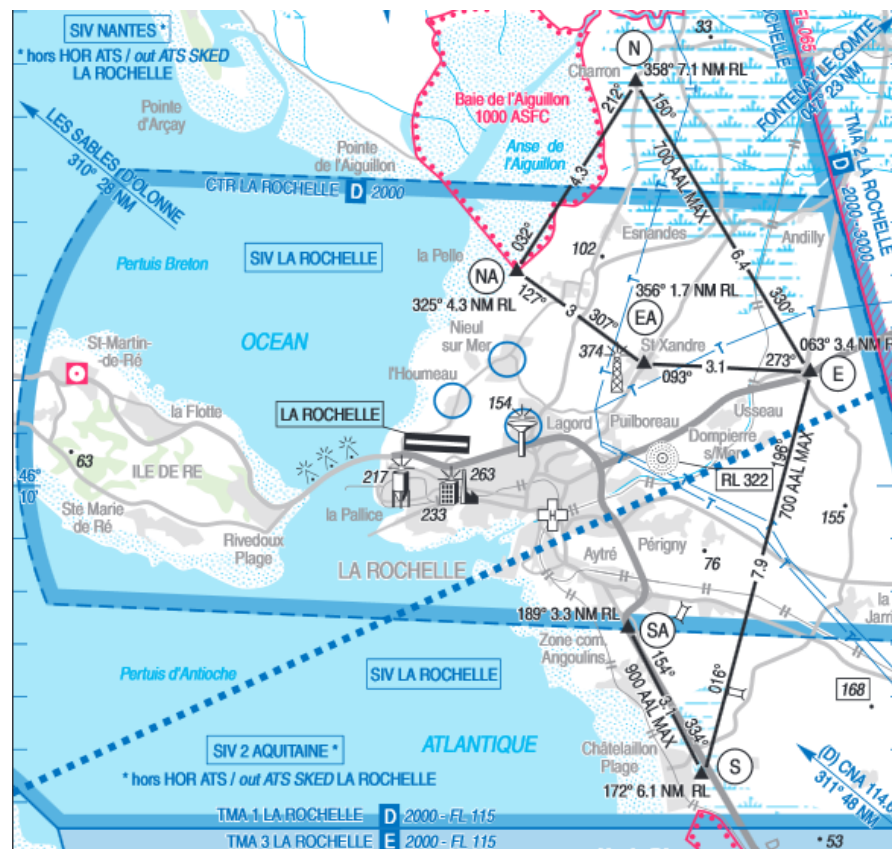 SIV NANTES *
* hors HOR ATS / out ATS SKED
LA ROCHELLE
Pointe
d'Arçay
LES SABLES D'OLONNE
310° 28 NM
Pointe
de l'Aiguillon
Baie de l'Aiguillon
1000 ASFC
Anse de
l'Aiguillon
Charron
N
358° 7.1 NM RL
33
FL 065
FONTENAY LE COMTE
047° 23 NM
TMA 2 LA ROCHELLE
D
2000-3000
212°
150°
700 AAL MAX
4.3
032°
6.4
330°
CTR LA ROCHELLE D 2000
Pertuis Breton
SIV LA ROCHELLE
la Pelle
102
Esnandes
Andilly
NA
325° 4.3 NM RL
127°
3
307°
356° 1.7 NM RL
EA
OCEAN
Nieul
sur Mer
St-Xandre
374
093°
3.1
273°
063° 3.4 NM R
E
St-Martin-
de-Ré
l'Houmeau
la Flotte
LA ROCHELLE
154
Lagord
Puilboreau
Usseau
Dompierre
s/Mer
196°
700 AAL MAX
63
ILE DE RE
217
263
233
RL 322
46°
10'
Ste Marie
de Ré
Rivedoux
Plage
la Pallice
155
LA ROCHELLE
Aytré
Périgny
76
7.9
la
Jarri
189° 3.3 NM RL
SA
Zone com.
Angoulins
154°
900 AAL MAX
3.1
334°
016°
168
Pertuis d'Antioche
SIV LA ROCHELLE
SIV 2 AQUITAINE *
* hors HOR ATS / out ATS SKED LA ROCHELLE
ATLANTIQUE
Châtelaillon
Plage
S
172° 6.1 NM RL
(D) CNA 114.
311° 48 NM
TMA 1 LA ROCHELLE D 2000 - FL 115
TMA 3 LA ROCHELLE E 2000 - FL 115
53